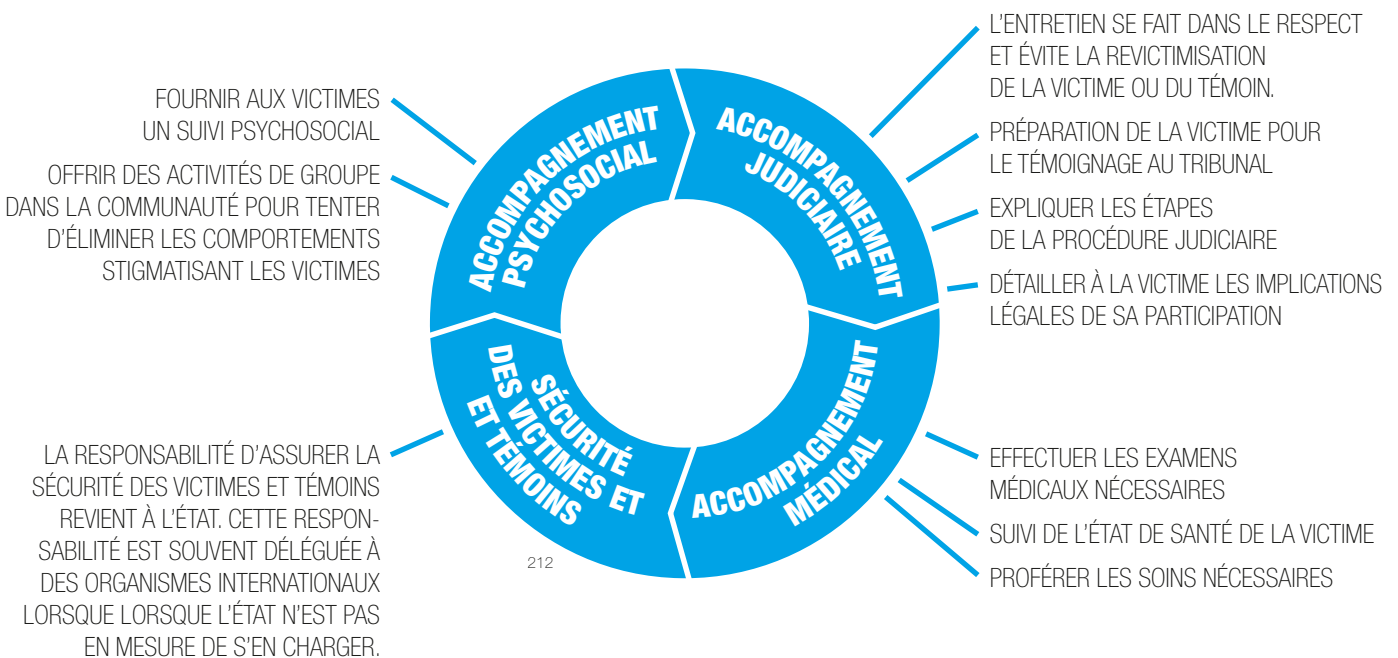 FOURNIR AUX VICTIMES
UN SUIVI PSYCHOSOCIAL
OFFRIR DES ACTIVITÉS DE GROUPE
DANS LA COMMUNAUTÉ POUR TENTER
D'ÉLIMINER LES COMPORTEMENTS
STIGMATISANT LES VICTIMES
ACCOMPAGNEMENT
PSYCHOSOCIAL
ACCOMPAGNEMENT
JUDICIAIRE
L'ENTRETIEN SE FAIT DANS LE RESPECT
ET ÉVITE LA REVICTIMISATION
DE LA VICTIME OU DU TÉMOIN.
PRÉPARATION DE LA VICTIME POUR
LE TÉMOIGNAGE AU TRIBUNAL
EXPLIQUER LES ÉTAPES
DE LA PROCÉDURE JUDICIAIRE
DÉTAILLER À LA VICTIME LES IMPLICATIONS
LÉGALES DE SA PARTICIPATION
LA RESPONSABILITÉ D'ASSURER LA
SÉCURITÉ DES VICTIMES ET TÉMOINS
REVIENT À L'ÉTAT. CETTE RESPON-
SABILITÉ EST SOUVENT DÉLÉGUÉE À
DES ORGANISMES INTERNATIONAUX
LORSQUE LORSQUE L'ÉTAT N'EST PAS
EN MESURE DE S'EN CHARGER.
SÉCURITÉ
DES VICTIMES ET
ET TÉMOINS
212
ACCOMPAGNEMENT
MÉDICAL
EFFECTUER LES EXAMENS
MÉDICAUX NÉCESSAIRES
SUIVI DE L'ÉTAT DE SANTÉ DE LA VICTIME
PROFÉRER LES SOINS NÉCESSAIRES